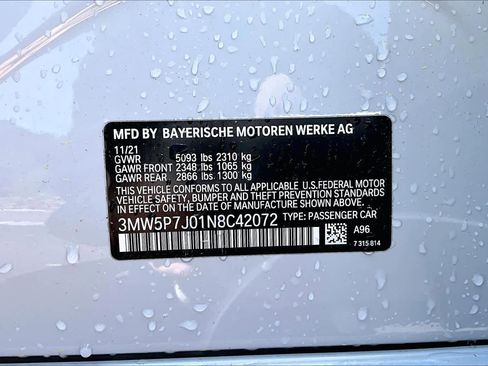 MFD BY BAYERISCHE MOTOREN WERKE AG
11/21
GVWR 5093 lbs 2310 kg
GAWR FRONT 2348 lbs 1065 kg
GAWR REAR 2866 lbs 1300 kg
THIS VEHICLE CONFORMS TO ALL APPLICABLE U.S.FEDERAL MOTOR
VEHICLE SAFETY, BUMPER AND THEFT PREVENTION
STANDARDS IN EFFECT ON THE DATE OF MANUFACTURE SHOWN ABOVE.
3MW5P7J01N8C42072 TYPE: PASSENGER CAR
A96
7 315 814